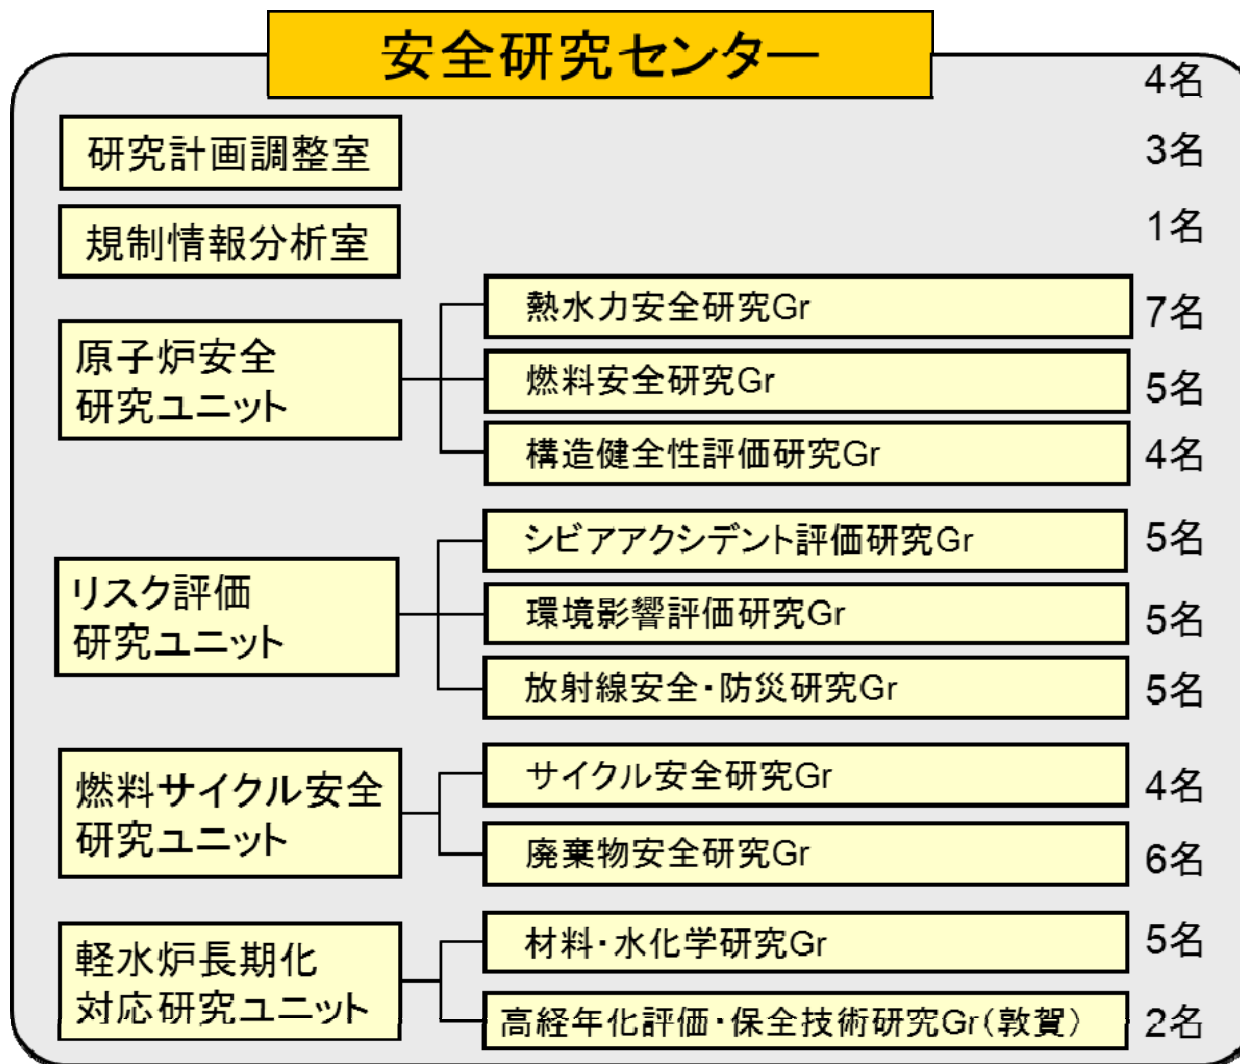 安全研究センター
4名
研究計画調整室
3名
規制情報分析室
1名
原子炉安全
研究ユニット
熱水力安全研究Gr
7名
燃料安全研究Gr
5名
構造健全性評価研究Gr
4名
リスク評価
研究ユニット
シビアアクシデント評価研究Gr
5名
環境影響評価研究Gr
5名
放射線安全・防災研究Gr
5名
燃料サイクル安全
研究ユニット
サイクル安全研究Gr
4名
廃棄物安全研究Gr
6名
軽水炉長期化
対応研究ユニット
材料・水化学研究Gr
5名
高経年化評価・保全技術研究Gr(敦賀)
2名